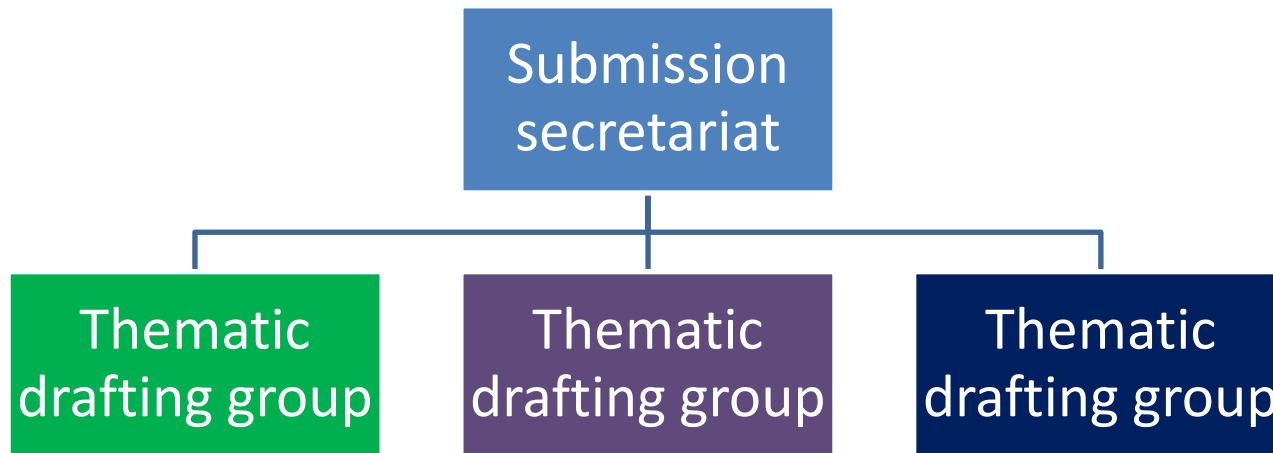 Submission
secretariat
Thematic
drafting group
Thematic
drafting group
Thematic
drafting group